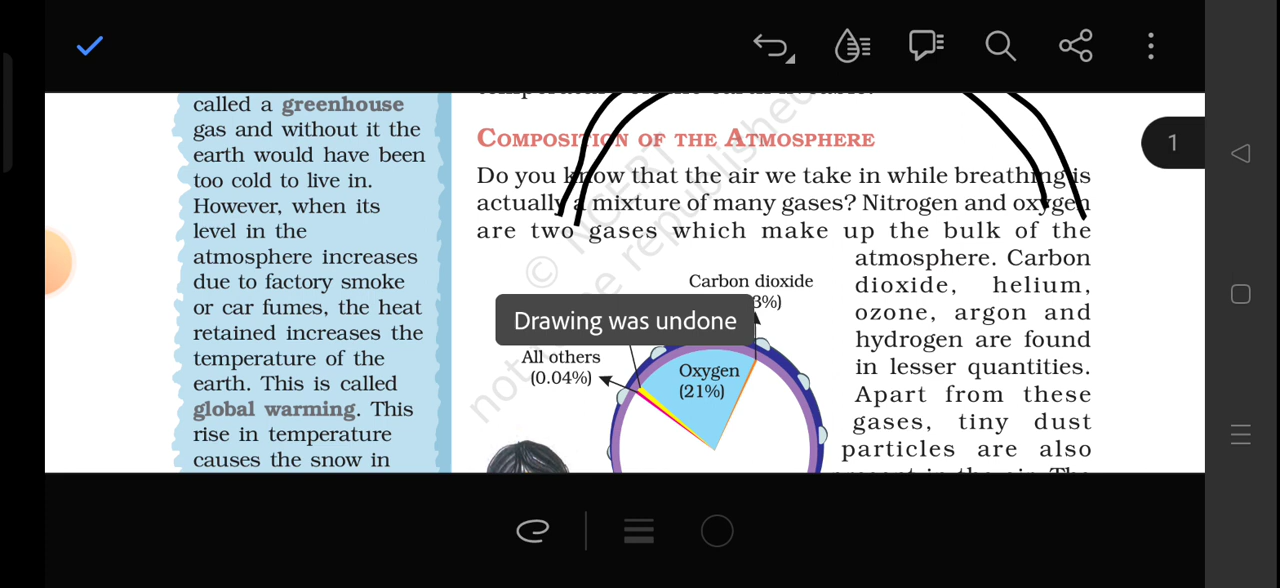 called a greenhouse
gas and without it the
earth would have been
too cold to live in.
However, when its
level in the
atmosphere increases
due to factory smoke
or car fumes, the heat
retained increases the
temperature of the
earth. This is called
global warming. This
rise in temperature
causes the snow in
COMPOSITION OF THE ATMOSPHERE
Do you know that the air we take in while breathing is
actually a mixture of many gases? Nitrogen and oxygen
are two gases which make up the bulk of the
atmosphere. Carbon
dioxide, helium,
ozone, argon and
hydrogen are found
in lesser quantities.
Apart from these
gases, tiny dust
particles are also
Carbon dioxide
3%)
Drawing was undone
All others
(0.04%)
Oxygen
(21%)
© NCERT
not be republished
1